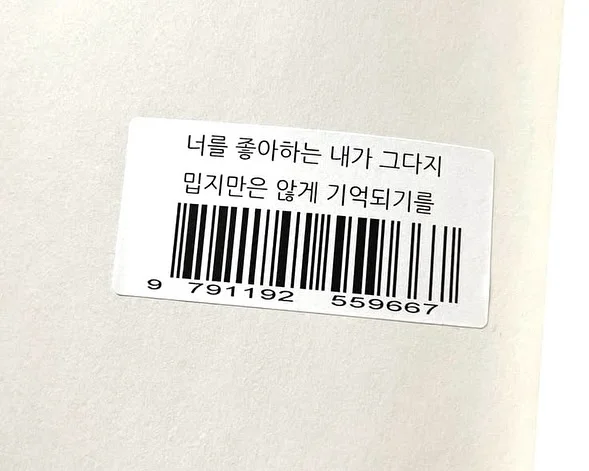 너를 좋아하는 내가 그다지
밉지만은 않게 기억되기를
9 791192 559667